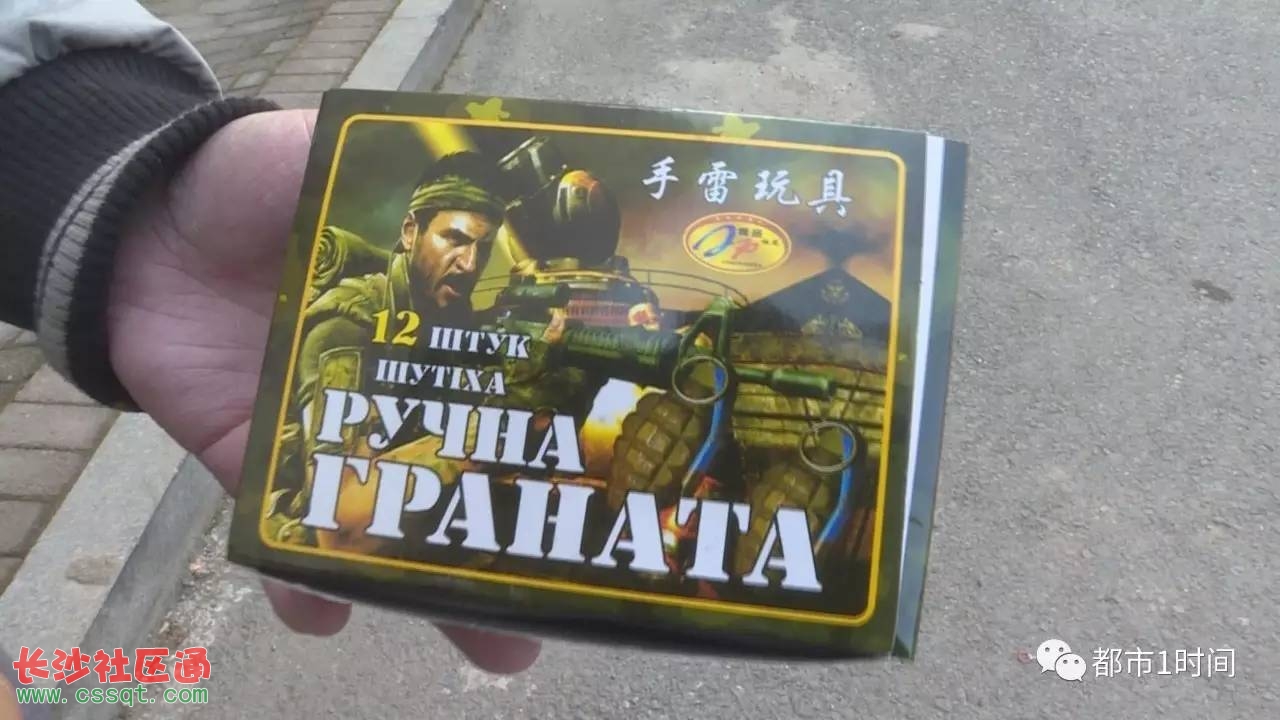 手雷玩具
12 ШТУК
ШУТІХА
РУЧНА
ГРАНАТА
长沙社区通
www.cssqt.com
都市1时间